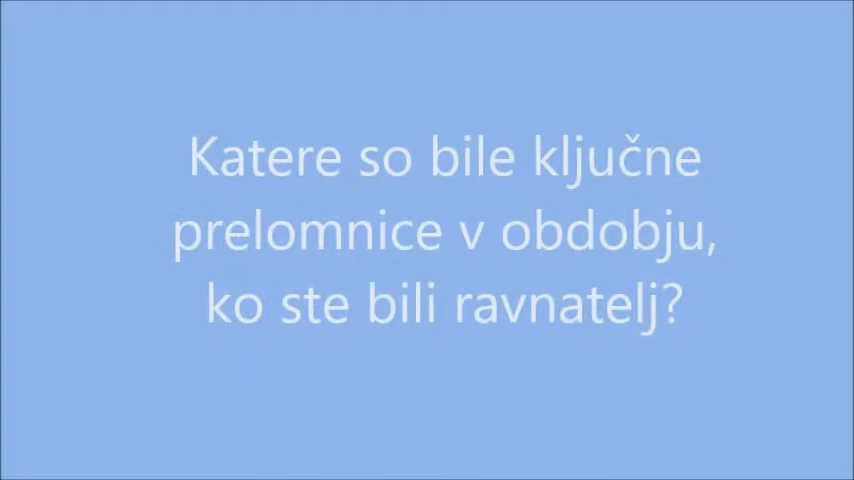 Katere so bile ključne
prelomnice v obdobju,
ko ste bili ravnatelj?